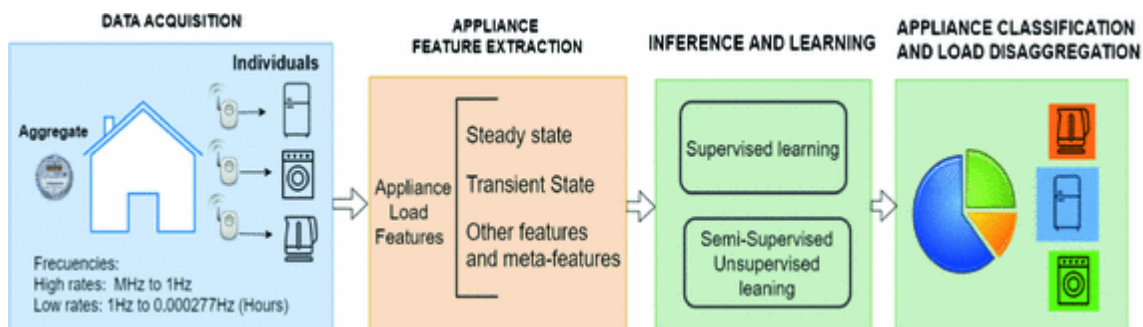 DATA ACQUISITION
Individuals
Aggregate
Frecuencies:
High rates: MHz to 1Hz
Low rates: 1Hz to 0.000277Hz (Hours)
APPLIANCE
FEATURE EXTRACTION
Appliance
Load
Features
Steady state
Transient State
Other features
and meta-features
INFERENCE AND LEARNING
Supervised learning
Semi-Supervised
Unsupervised
leaning
APPLIANCE CLASSIFICATION
AND LOAD DISAGGREGATION